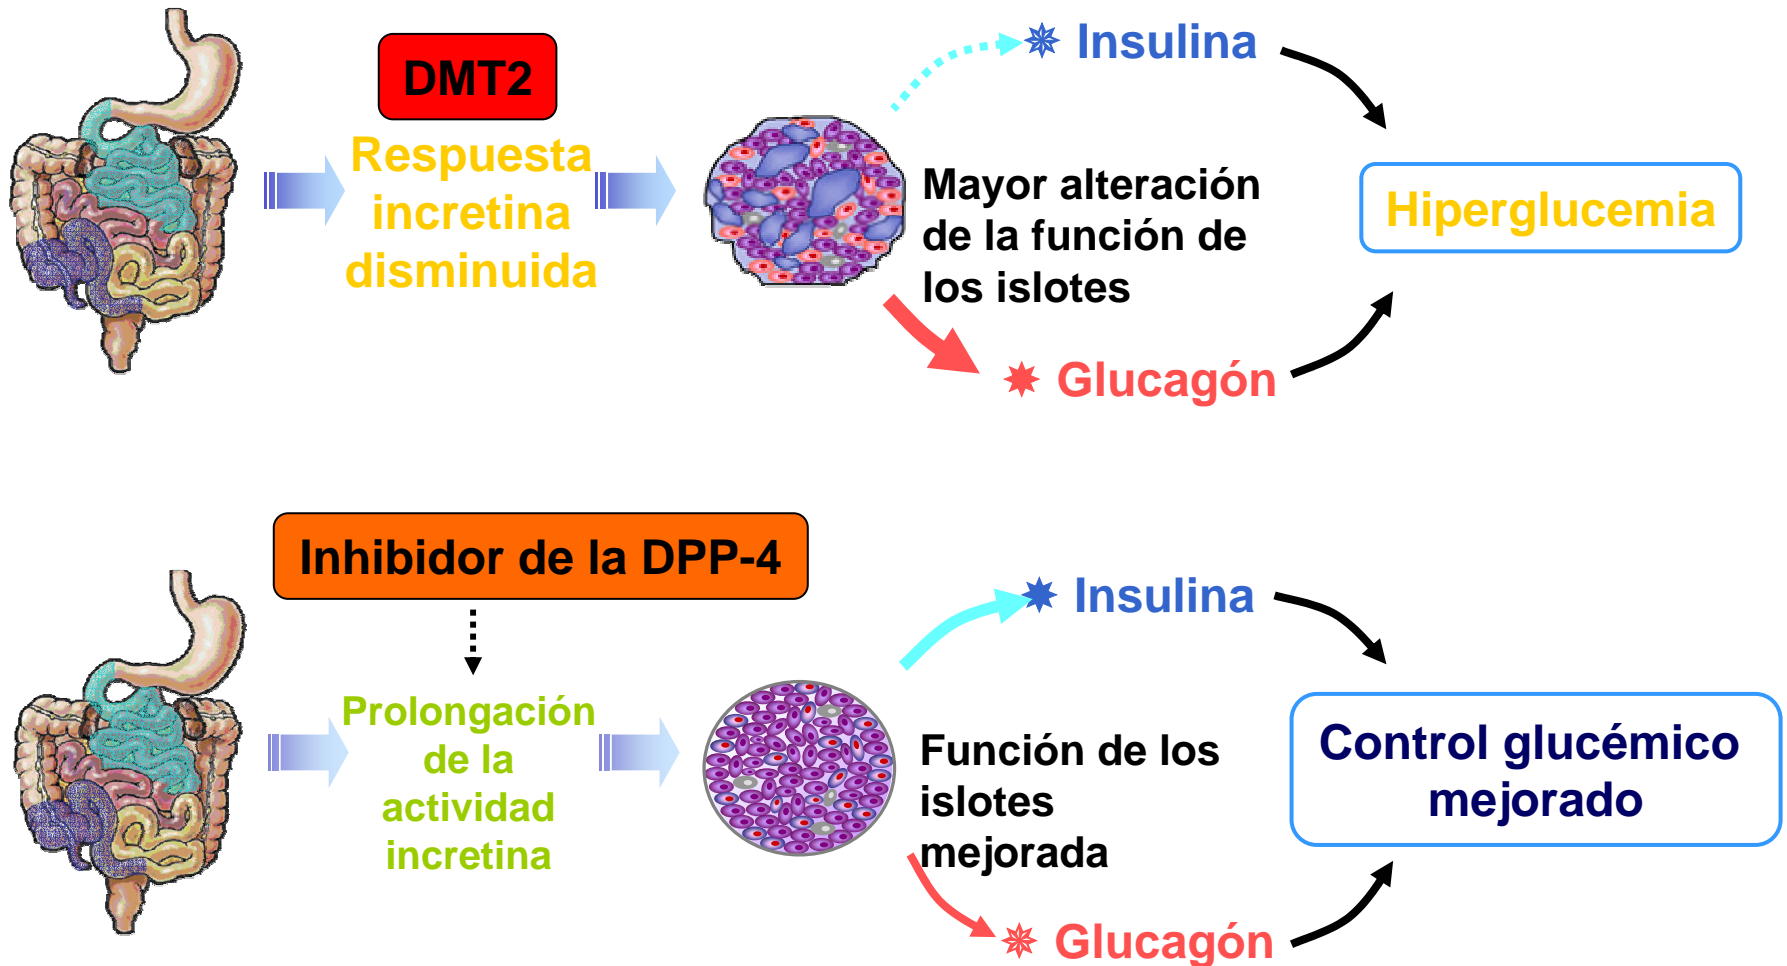 DMT2
Respuesta
incretina
disminuida
Insulina
Mayor alteración
de la función de
los islotes
Glucagón
Hiperglucemia
Inhibidor de la DPP-4
Prolongación
de la
actividad
incretina
Insulina
Función de los
islotes
mejorada
Glucagón
Control glucémico
mejorado